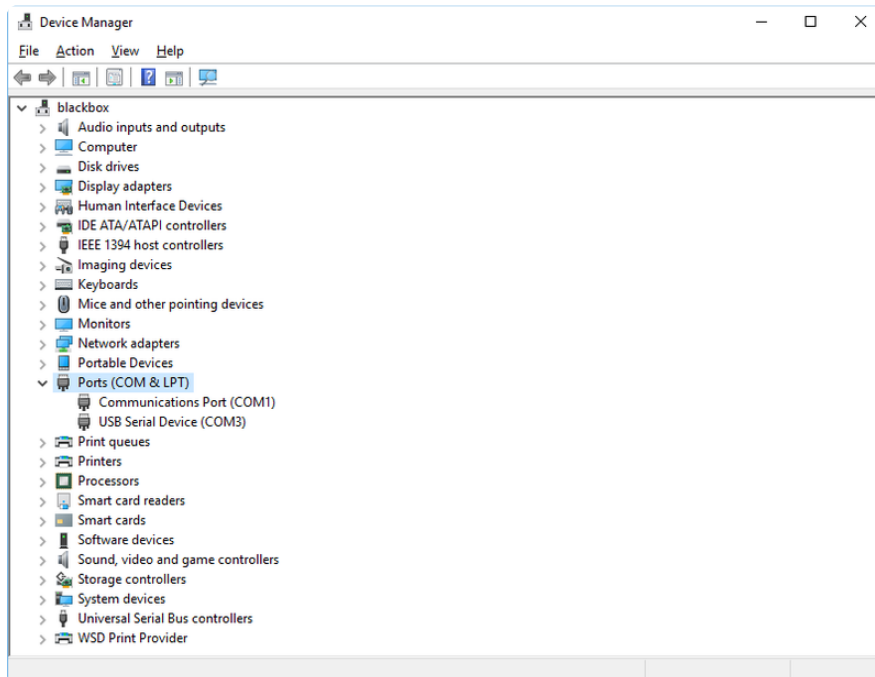 Device Manager
File Action View Help
blackbox
Audio inputs and outputs
Computer
Disk drives
Display adapters
Human Interface Devices
IDE ATA/ATAPI controllers
IEEE 1394 host controllers
Imaging devices
Keyboards
Mice and other pointing devices
Monitors
Network adapters
Portable Devices
Ports (COM & LPT)
Communications Port (COM1)
USB Serial Device (COM3)
Print queues
Printers
Processors
Smart card readers
Smart cards
Software devices
Sound, video and game controllers
Storage controllers
System devices
Universal Serial Bus controllers
WSD Print Provider